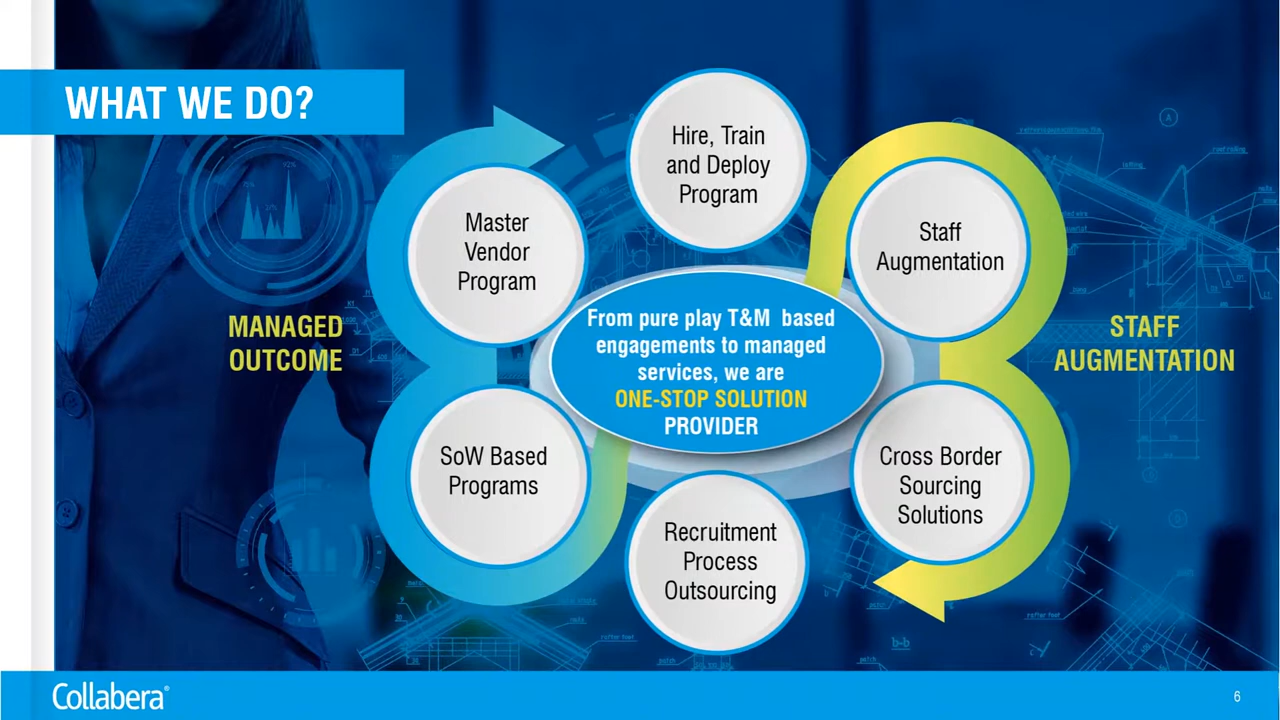 WHAT WE DO?
Hire, Train
and Deploy
Program
Master
Vendor
Program
Staff
Augmentation
MANAGED
OUTCOME
From pure play T&M based
engagements to managed
services, we are
ONE-STOP SOLUTION
PROVIDER
STAFF
AUGMENTATION
SoW Based
Programs
Cross Border
Sourcing
Solutions
Recruitment
Process
Outsourcing
Collabera®
6